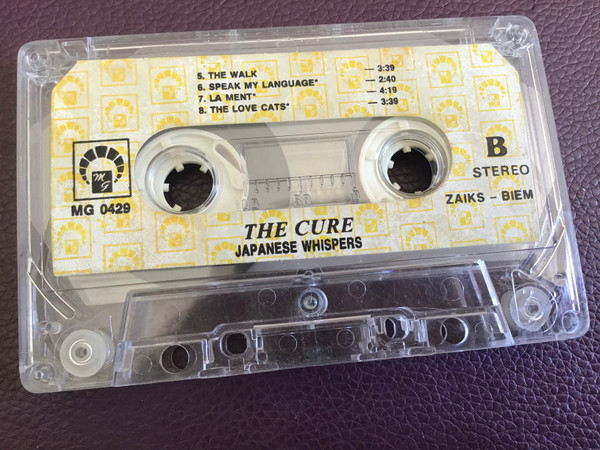 5. THE WALK — 3:39
6. SPEAK MY LANGUAGE* — 2:40
7. LA MENT* — 4:19
8. THE LOVE CATS* — 3:39
M G
MG 0429
B
STEREO
ZAIKS – BIEM
THE CURE
JAPANESE WHISPERS